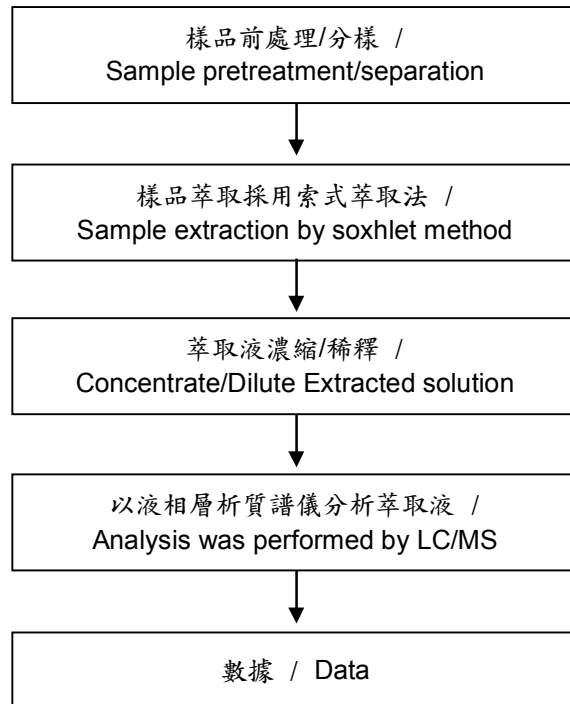 樣品前處理/分樣 /
Sample pretreatment/separation
樣品萃取採用索式萃取法 /
Sample extraction by soxhlet method
萃取液濃縮/稀釋 /
Concentrate/Dilute Extracted solution
以液相層析質譜儀分析萃取液 /
Analysis was performed by LC/MS
數據 / Data